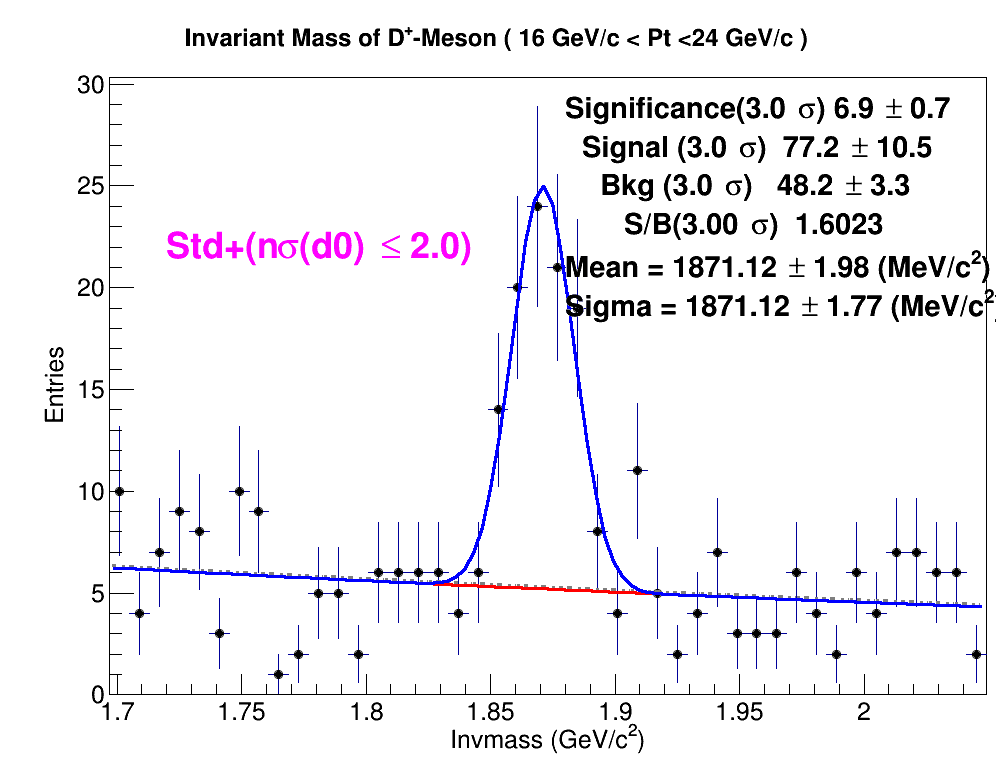 Invariant Mass of D⁺-Meson ( 16 GeV/c < Pt <24 GeV/c )
Significance(3.0 σ) 6.9 ± 0.7
Signal (3.0 σ) 77.2 ± 10.5
Bkg (3.0 σ) 48.2 ± 3.3
S/B(3.00 σ) 1.6023
Mean = 1871.12 ± 1.98 (MeV/c²)
Sigma = 1871.12 ± 1.77 (MeV/c²)
Std+(nσ(d0) ≤ 2.0)
Entries
30
25
20
15
10
5
0
1.7 1.75 1.8 1.85 1.9 1.95 2
Invmass (GeV/c²)